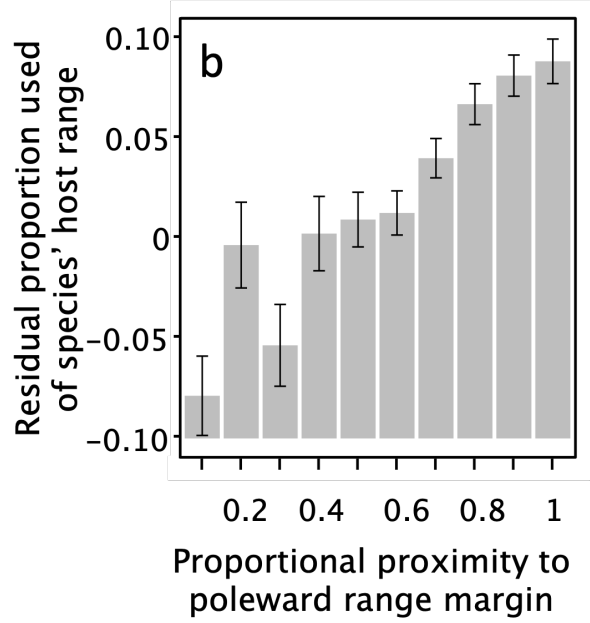 Residual proportion used
of species’ host range
b
0.10
0.05
0
−0.05
−0.10
0.2 0.4 0.6 0.8 1
Proportional proximity to
poleward range margin